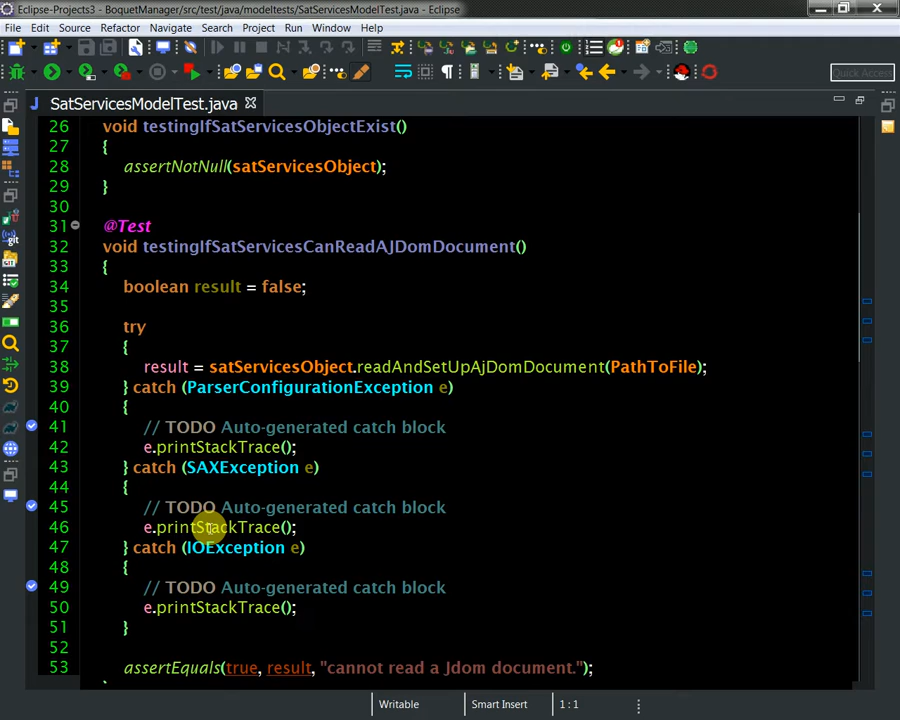 Eclipse-Projects3 - BoquetManager/src/test/java/modeltests/SatServicesModelTest.java - Eclipse
File Edit Source Refactor Navigate Search Project Run Window Help
Quick Access
SatServicesModelTest.java
26 void testingIfSatServicesObjectExist()
27 {
28 assertNotNull(satServicesObject);
29 }
30
31 @Test
32 void testingIfSatServicesCanReadAJDomDocument()
33 {
34 boolean result = false;
35
36 try
37 {
38 result = satServicesObject.readAndSetUpAjDomDocument(PathToFile);
39 } catch (ParserConfigurationException e)
40 {
41 // TODO Auto-generated catch block
42 e.printStackTrace();
43 } catch (SAXException e)
44 {
45 // TODO Auto-generated catch block
46 e.printStackTrace();
47 } catch (IOException e)
48 {
49 // TODO Auto-generated catch block
50 e.printStackTrace();
51 }
52
53 assertEquals(true, result, "cannot read a Jdom document.");
Writable Smart Insert 1 : 1